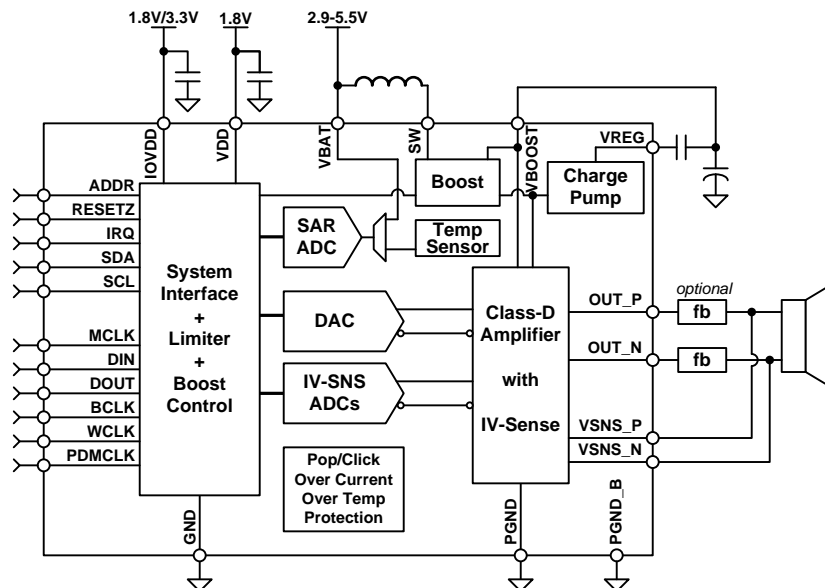 1.8V/3.3V
1.8V
2.9-5.5V
IOVDD
VDD
VBAT
SW
VBOOST
VREG
ADDR
RESETZ
IRQ
SDA
SCL
MCLK
DIN
DOUT
BCLK
WCLK
PDMCLK
System
Interface
+
Limiter
+
Boost
Control
Boost
Charge
Pump
SAR
ADC
Temp
Sensor
DAC
IV-SNS
ADCs
Class-D
Amplifier
with
IV-Sense
OUT_P
OUT_N
optional
fb
fb
VSNS_P
VSNS_N
Pop/Click
Over Current
Over Temp
Protection
GND
PGND
PGND_B